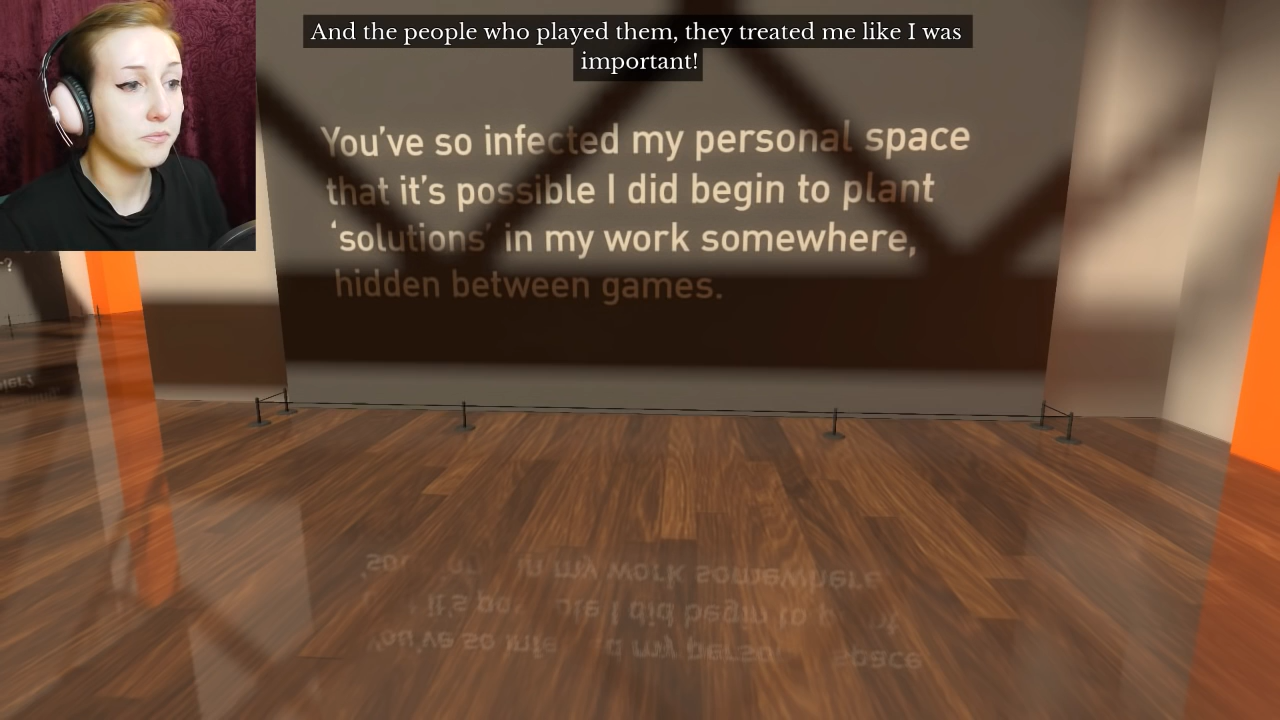 And the people who played them, they treated me like I was
important!
You've so infected my personal space
that it's possible I did begin to plant
'solutions' in my work somewhere,
hidden between games.